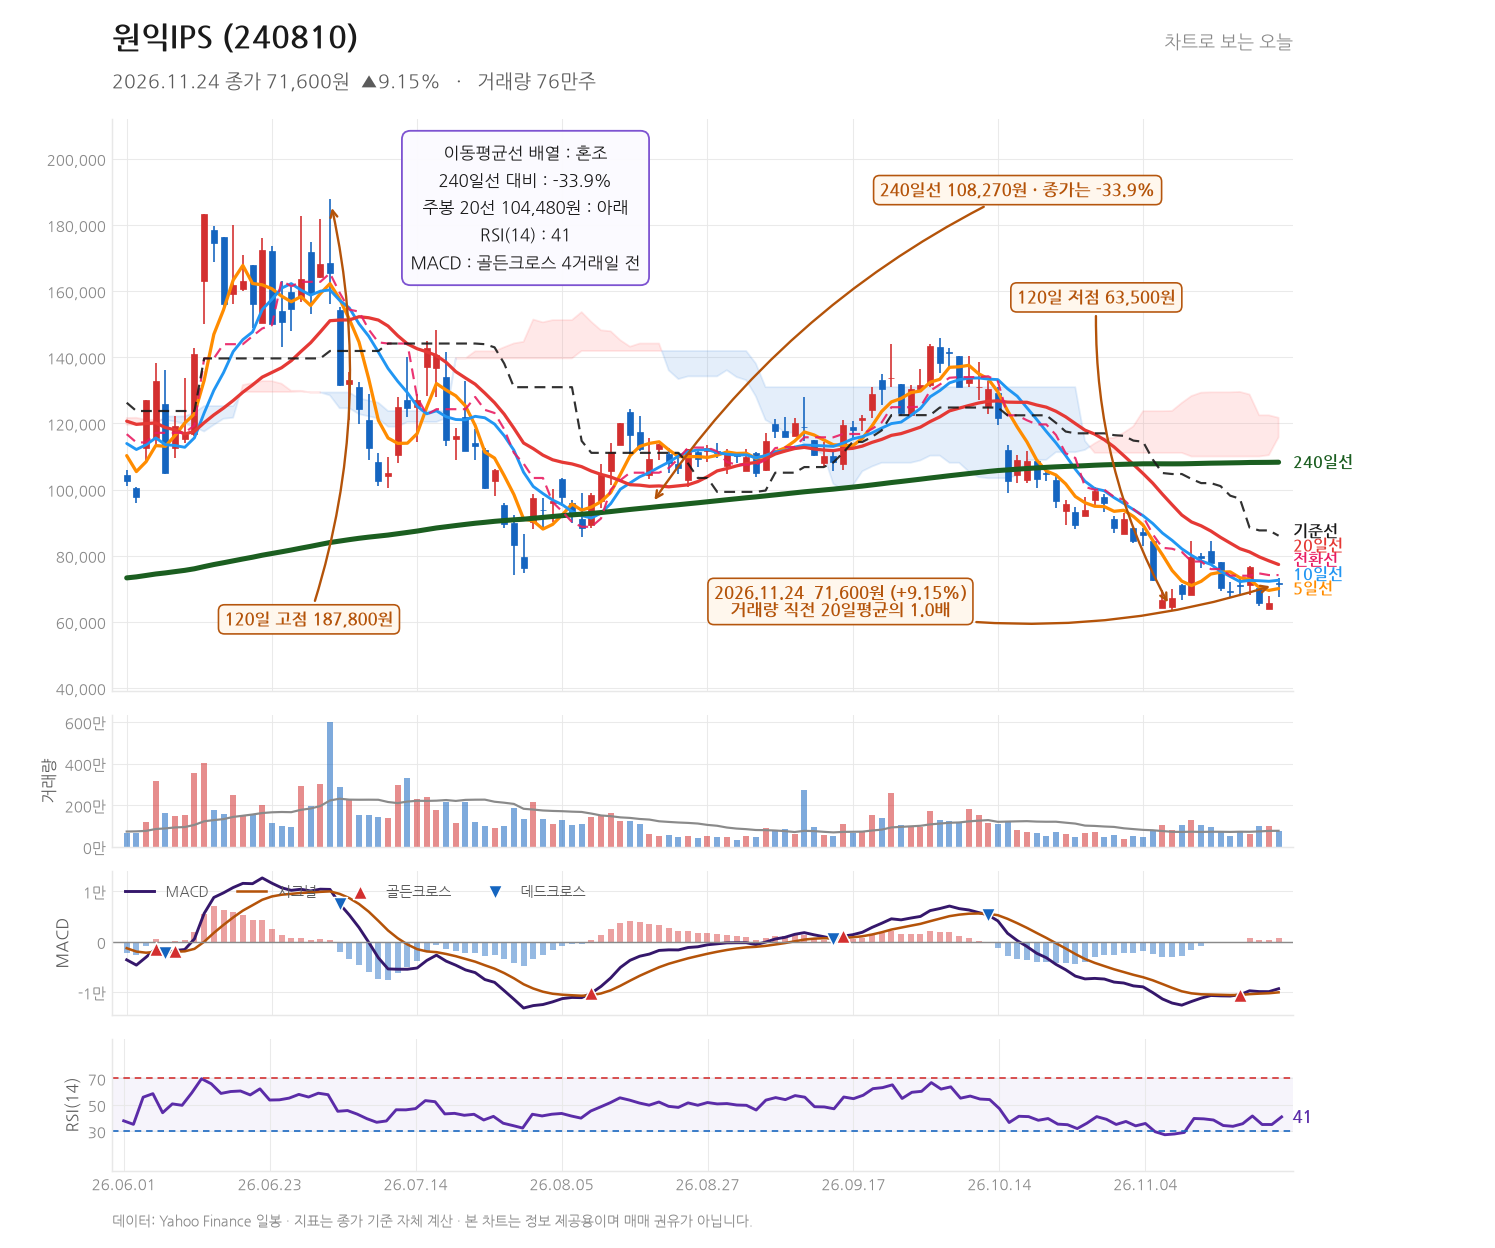 원익IPS (240810)
차트로 보는 오늘
2026.11.24 종가 71,600원 ▲9.15% · 거래량 76만주
200,000
180,000
160,000
140,000
120,000
100,000
80,000
60,000
40,000
이동평균선 배열 : 혼조
240일선 대비 : -33.9%
주봉 20선 104,480원 : 아래
RSI(14) : 41
MACD : 골든크로스 4거래일 전
240일선 108,270원 · 종가는 -33.9%
120일 저점 63,500원
120일 고점 187,800원
2026.11.24 71,600원 (+9.15%)
거래량 직전 20일평균의 1.0배
240일선
기준선
20일선
전환선
10일선
5일선
거래량
600만
400만
200만
0만
MACD
1만
0
-1만
MACD
시그널
골든크로스
데드크로스
RSI(14)
70
50
30
41
26.06.01
26.06.23
26.07.14
26.08.05
26.08.27
26.09.17
26.10.14
26.11.04
데이터: Yahoo Finance 일봉 · 지표는 종가 기준 자체 계산 · 본 차트는 정보 제공용이며 매매 권유가 아닙니다.